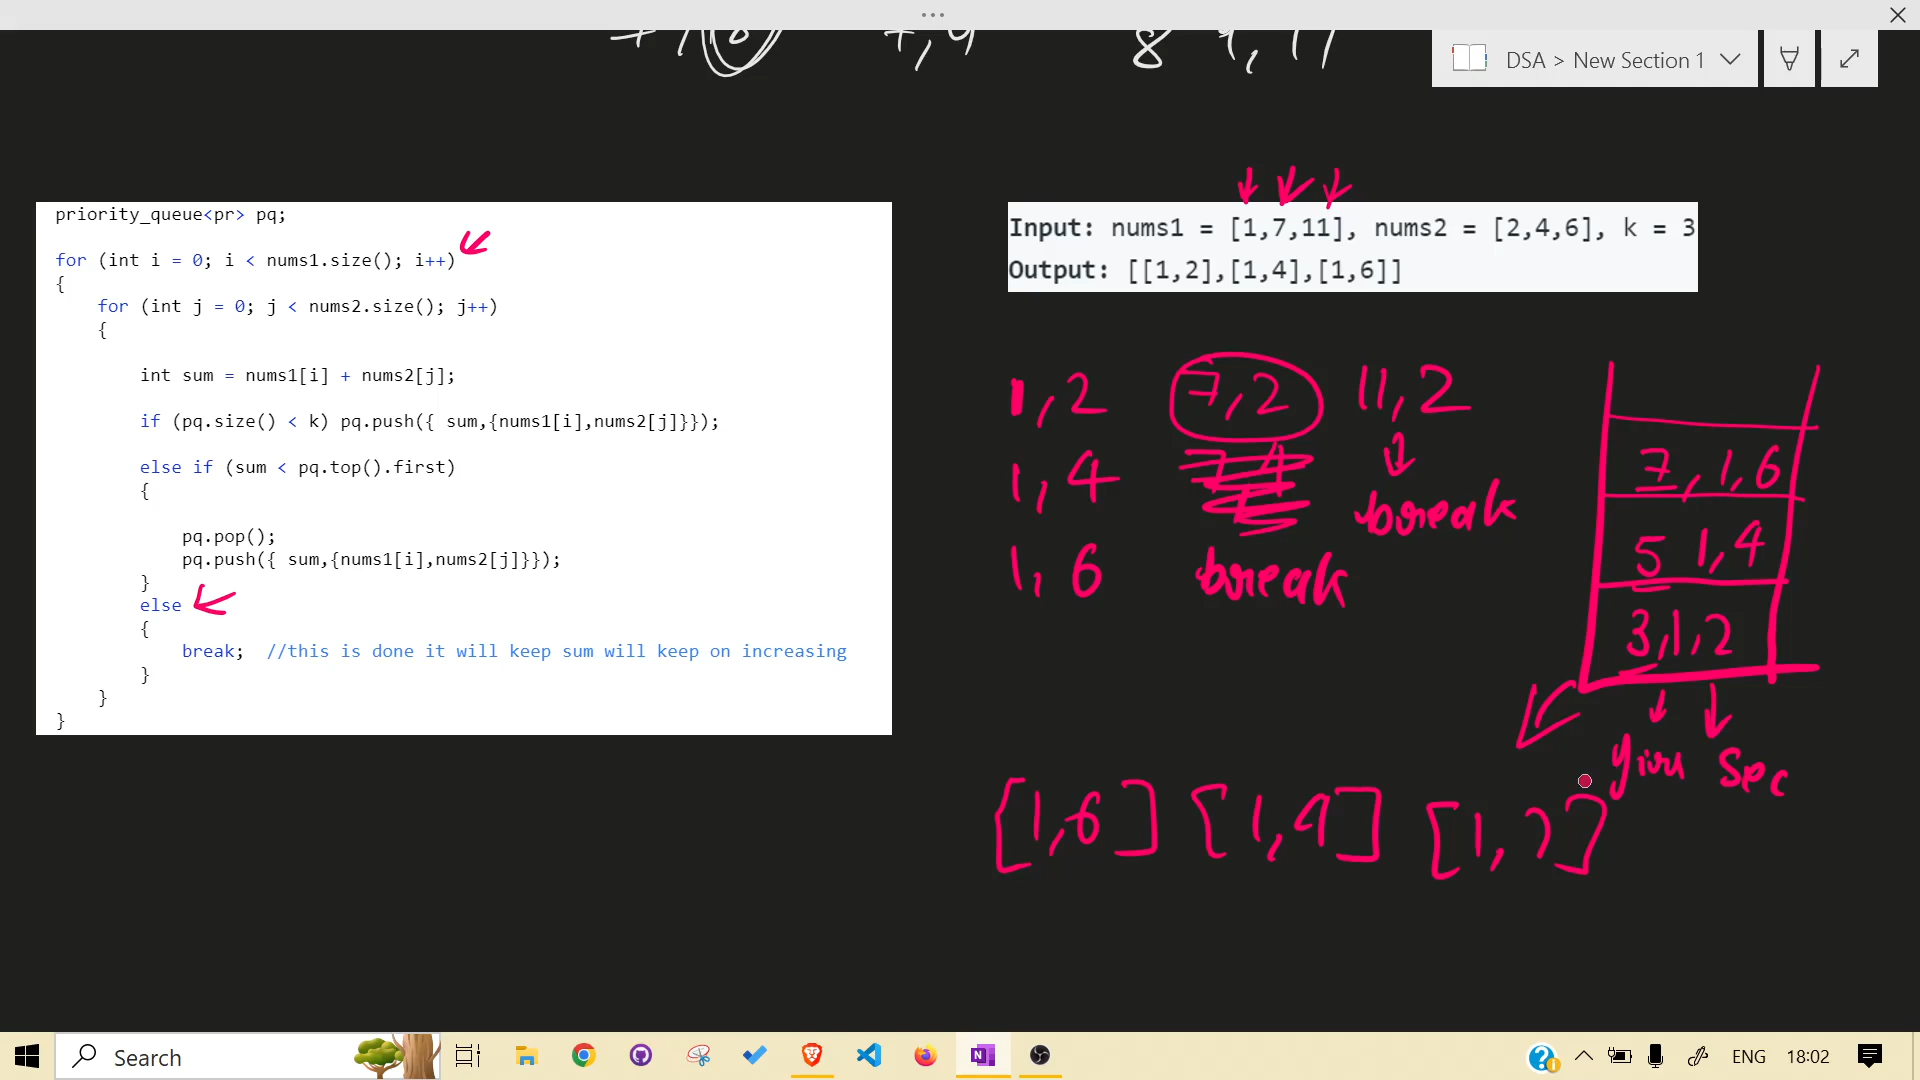 DSA > New Section 1
priority_queue<pr> pq;
for (int i = 0; i < nums1.size(); i++)
{
for (int j = 0; j < nums2.size(); j++)
{
int sum = nums1[i] + nums2[j];
if (pq.size() < k) pq.push({ sum,{nums1[i],nums2[j]}});
else if (sum < pq.top().first)
{
pq.pop();
pq.push({ sum,{nums1[i],nums2[j]}});
}
else
{
break;  //this is done it will keep sum will keep on increasing
}
}
}
Input: nums1 = [1,7,11], nums2 = [2,4,6], k = 3
Output: [[1,2],[1,4],[1,6]]
1,2 7,2 11,2
1,4
1,6 break break
7,1,6
5 1,4
3,1,2
Sec
[1,6] [1,4] [1,2]
Search
ENG 18:02